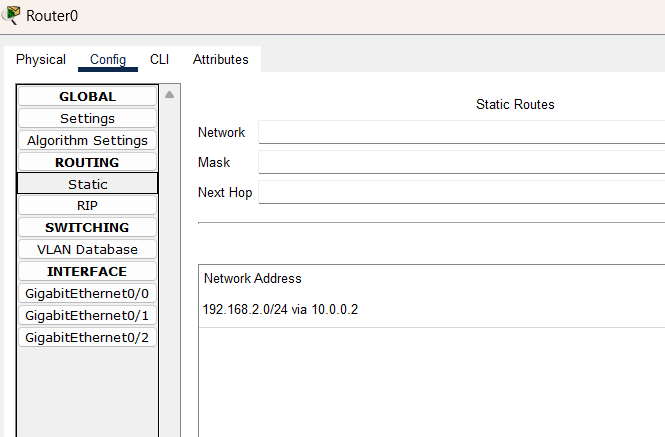 Router0
Physical Config CLI Attributes
GLOBAL
Settings
Algorithm Settings
ROUTING
Static
RIP
SWITCHING
VLAN Database
INTERFACE
GigabitEthernet0/0
GigabitEthernet0/1
GigabitEthernet0/2
Static Routes
Network
Mask
Next Hop
Network Address
192.168.2.0/24 via 10.0.0.2